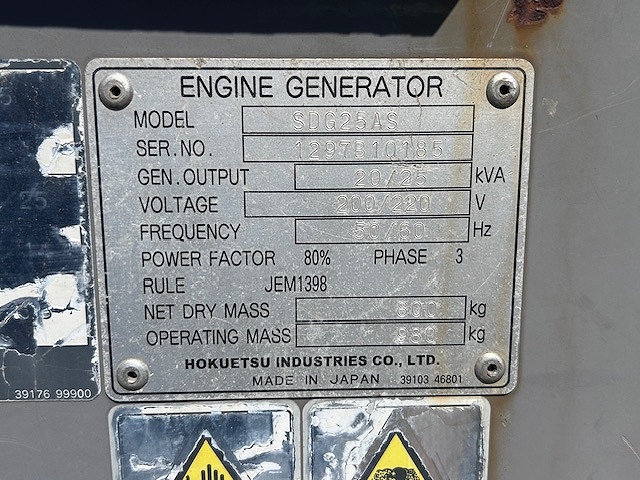 ENGINE GENERATOR
MODEL SDG25AS
SER.NO. 1297B10185
GEN.OUTPUT 20/25 kVA
VOLTAGE 200/220 V
FREQUENCY 50/60 Hz
POWER FACTOR 80% PHASE 3
RULE JEM1398
NET DRY MASS 800 kg
OPERATING MASS kg
HOKUETSU INDUSTRIES CO., LTD.
MADE IN JAPAN 39103 46801
39176 99900